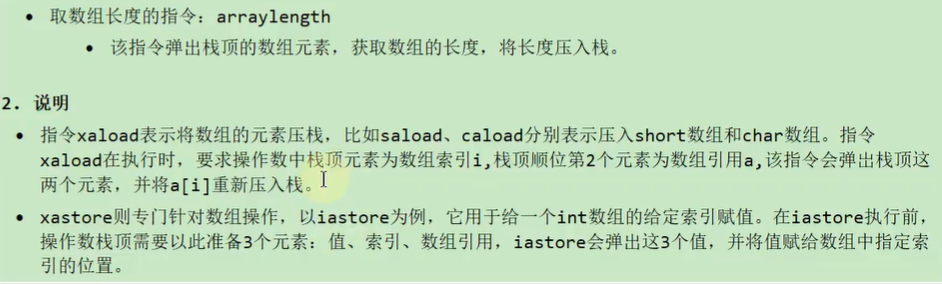 • 取数组长度的指令：arraylength
• 该指令弹出栈顶的数组元素，获取数组的长度，将长度压入栈。
2. 说明
• 指令xaload表示将数组的元素压栈，比如saload、caload分别表示压入short数组和char数组。指令
xaload在执行时，要求操作数中栈顶元素为数组索引i,栈顶顺位第2个元素为数组引用a,该指令会弹出栈顶这
两个元素，并将a[i]重新压入栈。
• xastore则专门针对数组操作，以iastore为例，它用于给一个int数组的给定索引赋值。在iastore执行前，
操作数栈顶需要以此准备3个元素：值、索引、数组引用，iastore会弹出这3个值，并将值赋给数组中指定索
引的位置。